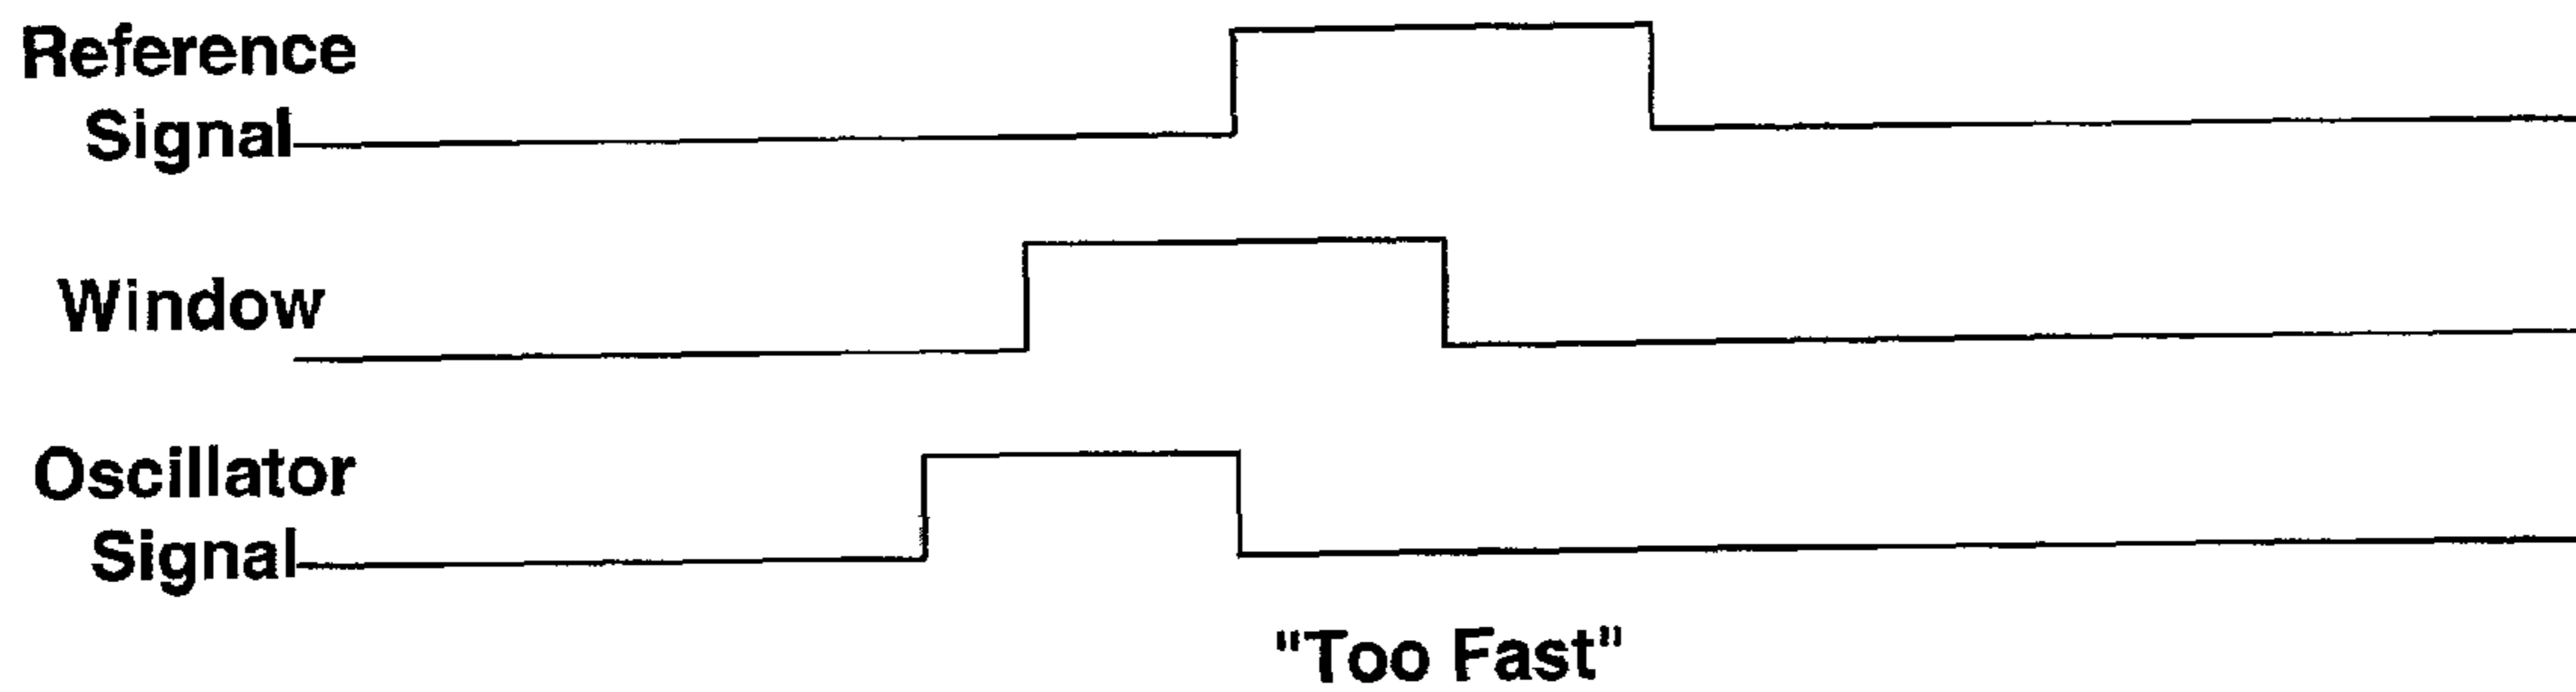 Reference
Signal
Window
Oscillator
Signal
"Too Fast"